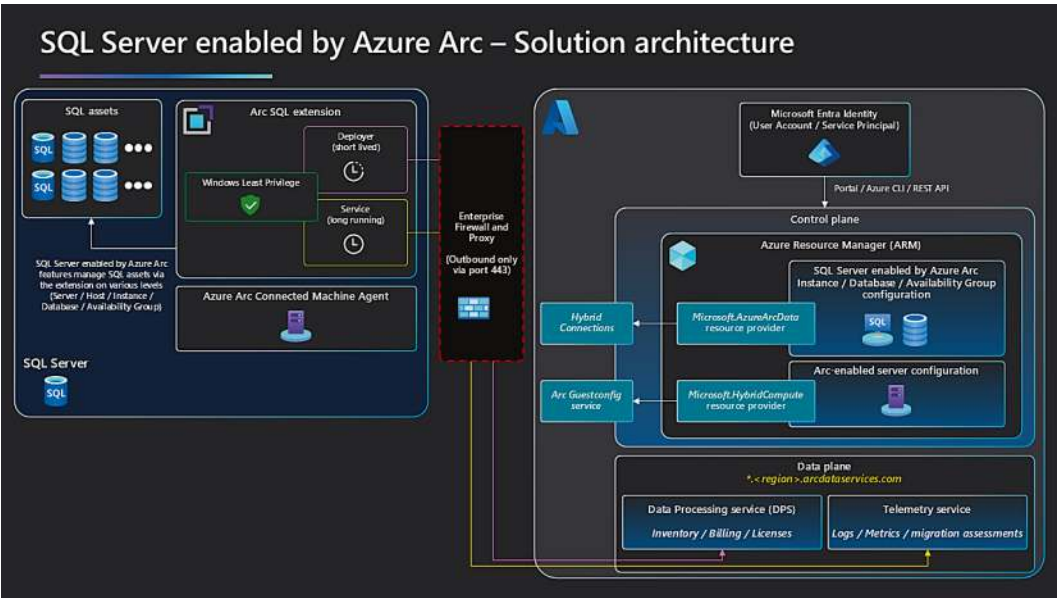 SQL Server enabled by Azure Arc – Solution architecture
SQL assets
SQL
SQL
Arc SQL extension
Deployer
(short lived)
Windows Least Privilege
Service
(long running)
SQL Server enabled by Azure Arc
features manage SQL assets via
the extension on various levels
(Server / Host / Instance /
Database / Availability Group)
Azure Arc Connected Machine Agent
SQL Server
SQL
Enterprise
Firewall and
Proxy
(Outbound only
via port 443)
Microsoft Entra Identity
(User Account / Service Principal)
Portal / Azure CLI / REST API
Control plane
Azure Resource Manager (ARM)
SQL Server enabled by Azure Arc
Instance / Database / Availability Group
configuration
SQL
Hybrid
Connections
Microsoft.AzureArcData
resource provider
Arc-enabled server configuration
Arc Guestconfig
service
Microsoft.HybridCompute
resource provider
Data plane
*.<region>.arcdataservices.com
Data Processing service (DPS)
Inventory / Billing / Licenses
Telemetry service
Logs / Metrics / migration assessments